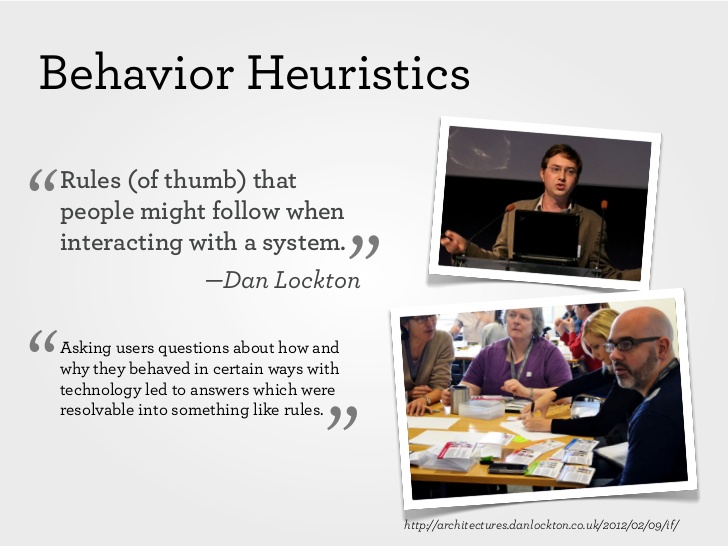 Behavior Heuristics
“Rules (of thumb) that
people might follow when
interacting with a system.”
—Dan Lockton
“Asking users questions about how and
why they behaved in certain ways with
technology led to answers which were
resolvable into something like rules.”
http://architectures.danlockton.co.uk/2012/02/09/if/